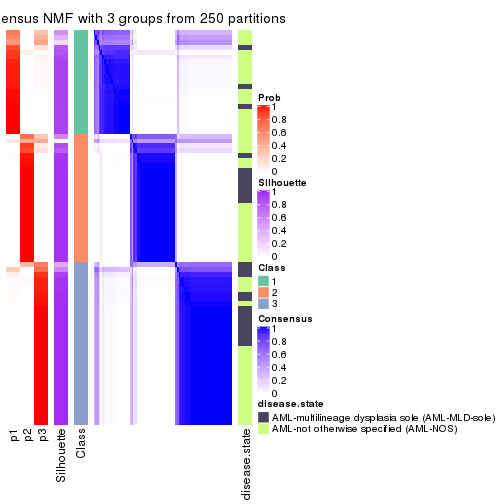 ensus NMF with 3 groups from 250 partitions
Prob
1
0.8
0.6
0.4
0.2
0
Silhouette
1
0.8
0.6
0.4
0.2
0
Class
1
2
3
Consensus
1
0.8
0.6
0.4
0.2
0
disease.state
AML-multilineage dysplasia sole (AML-MLD-sole)
AML-not otherwise specified (AML-NOS)
p1
p2
p3
Silhouette
Class
disease.state